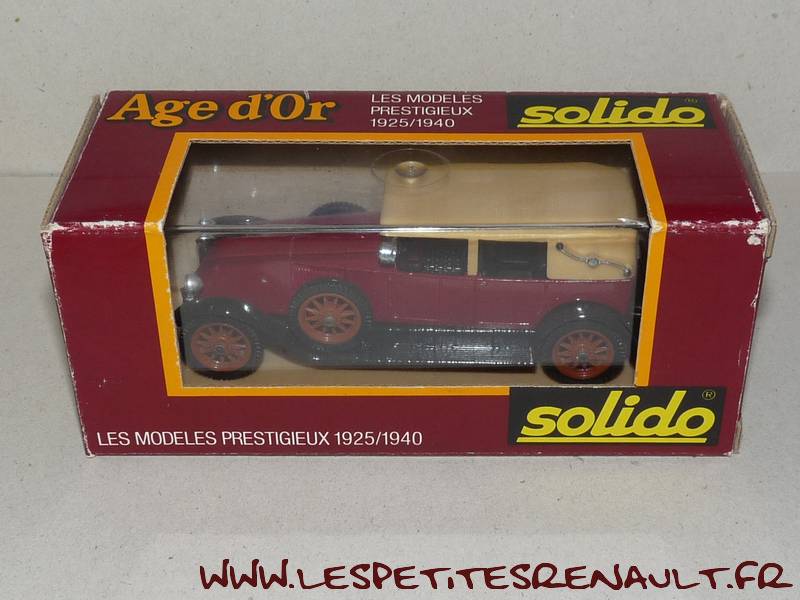 Age d'Or
LES MODELES
PRESTIGIEUX
1925/1940
solido ®
LES MODELES PRESTIGIEUX 1925/1940
solido ®
WWW.LESPETITESRENAULT.FR